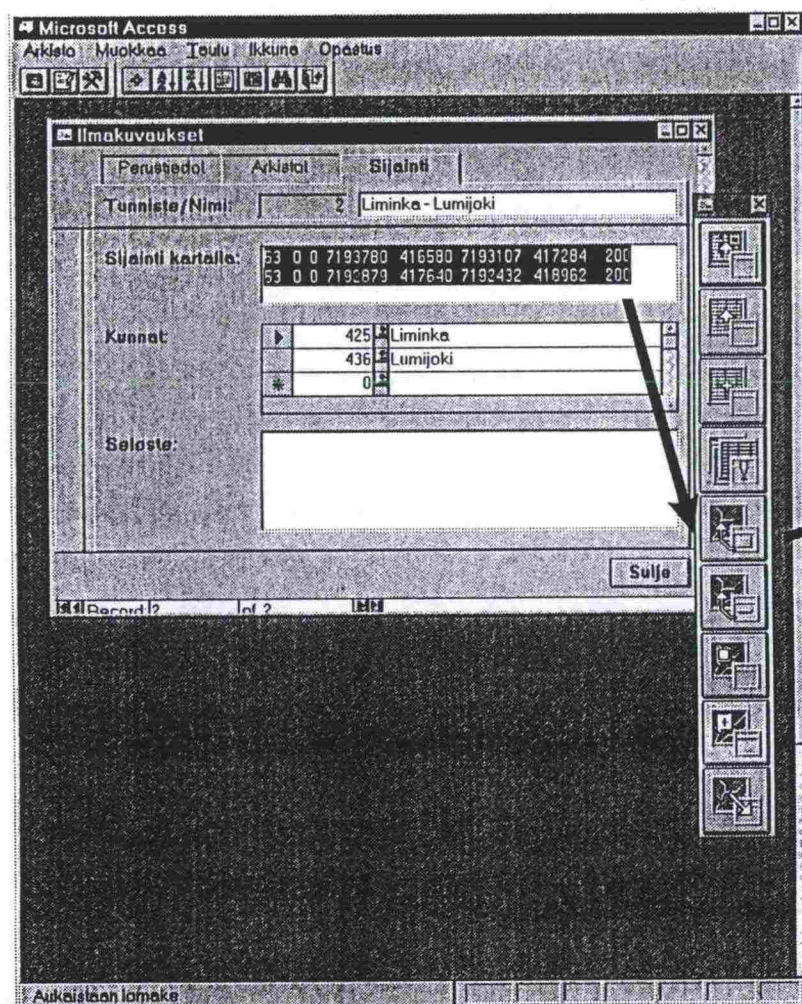 Microsoft Access
Arkisto Muokkaa Taulu Ikkuna Opastus
Ilmakuvaukset
Perustiedot Arkistot Sijainti
Tunniste/Nimi: 2 Liminka - Lumijoki
Sijainti kartalla: 53 0 0 7193780 416580 7193107 417284 200
53 0 0 7192879 417640 7192432 418962 200
Kunnat: 425 Liminka
436 Lumijoki
0
Seloste:
Sulje
Record 2 of 2
Aukaistaan lomake